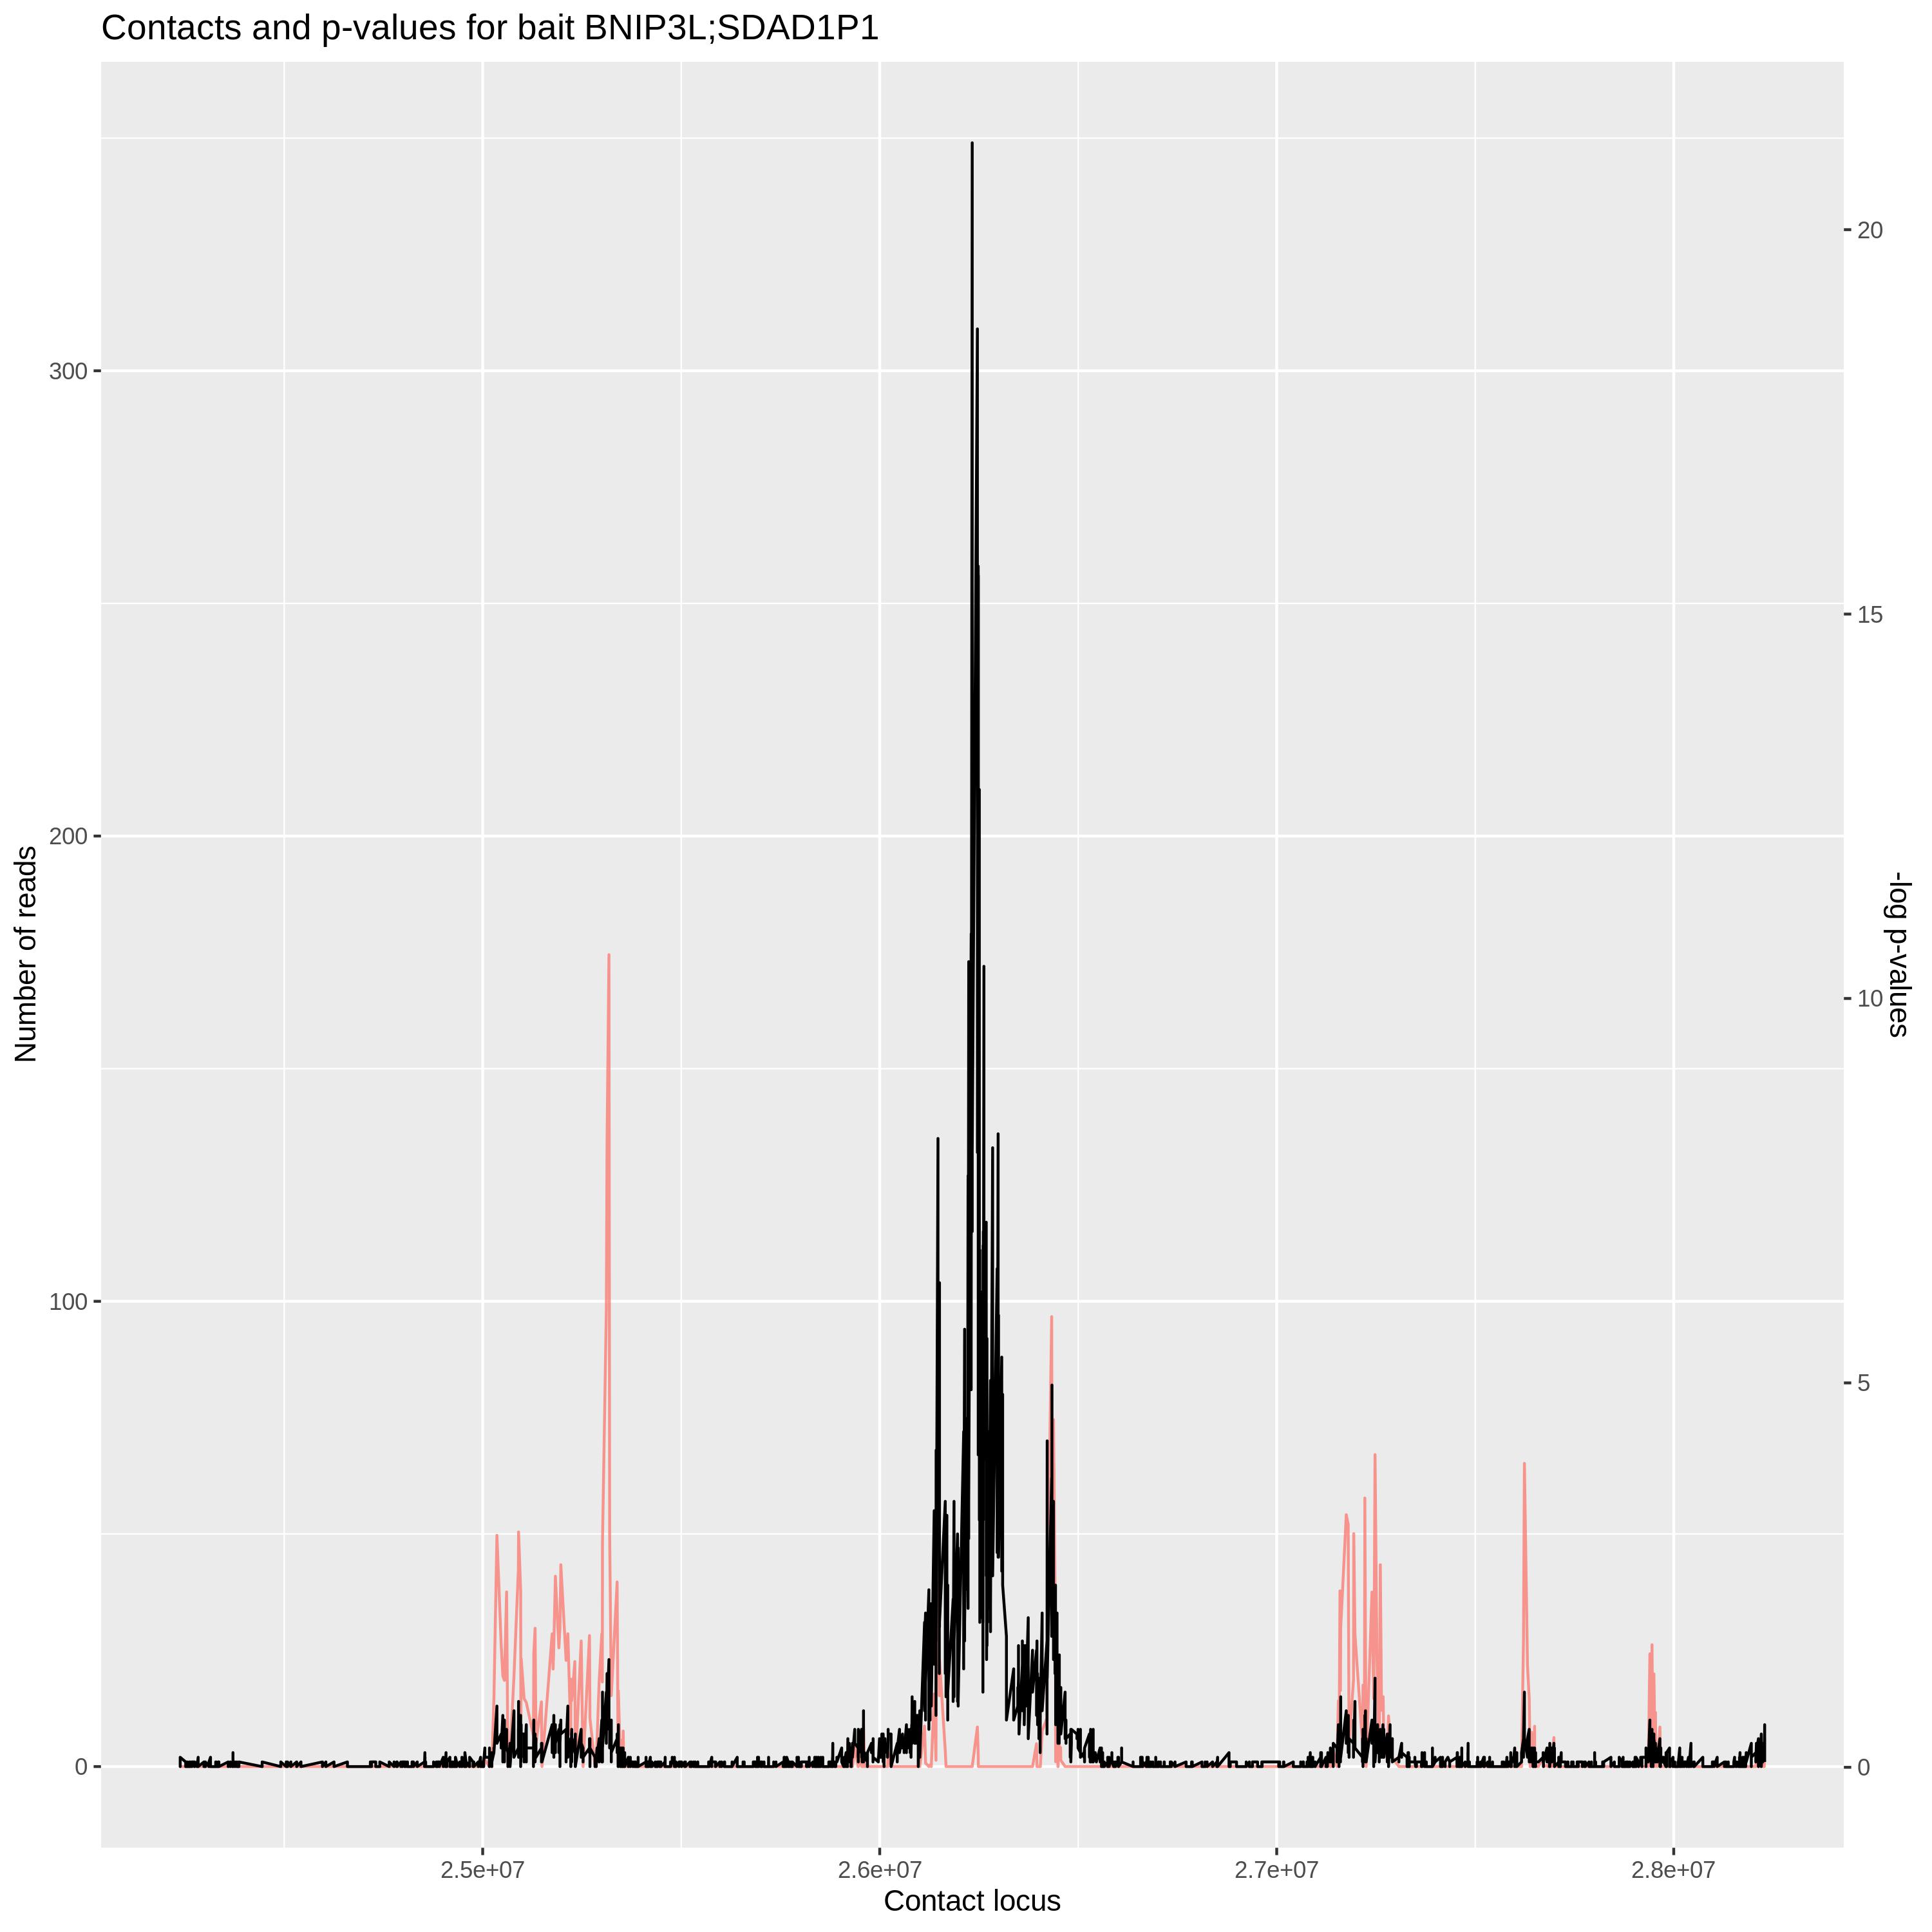 Contacts and p-values for bait BNIP3L;SDAD1P1
Number of reads
300
200
100
0
20
15
10
5
0
-log p-values
2.5e+07
2.6e+07
2.7e+07
2.8e+07
Contact locus